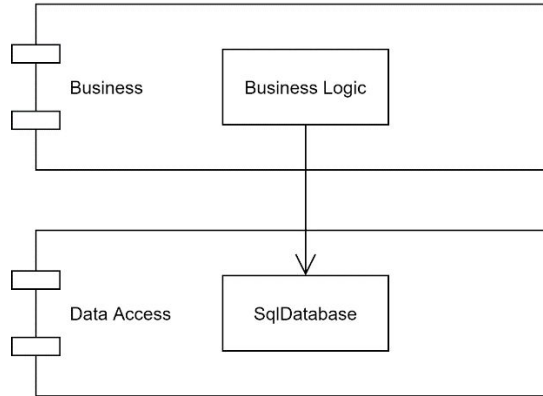 Business
Business Logic
Data Access
SqlDatabase